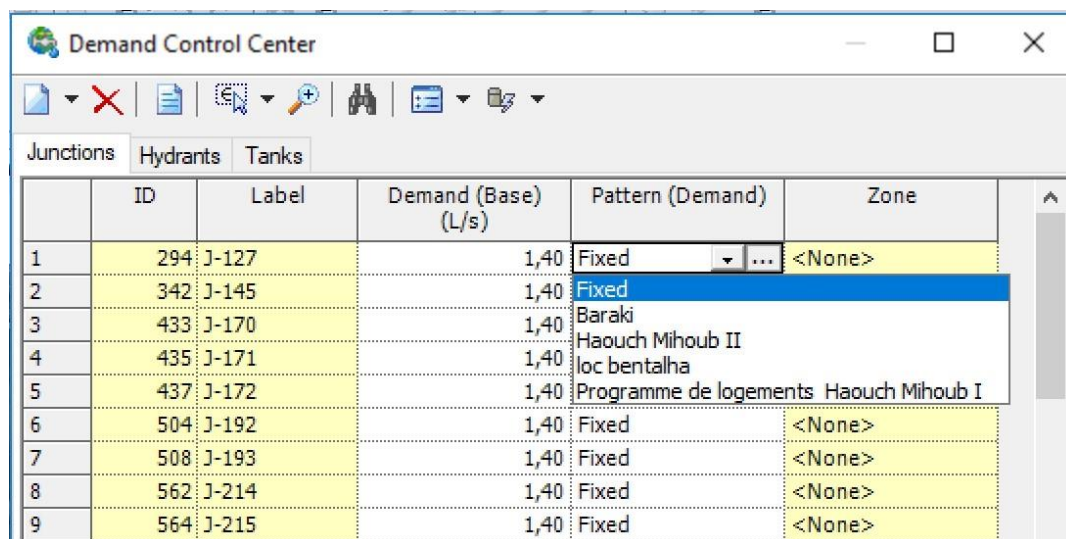 Demand Control Center
Junctions Hydrants Tanks
ID Label Demand (Base) (L/s) Pattern (Demand) Zone
1 294 J-127 1,40 Fixed ... <None>
2 342 J-145 1,40 Fixed
3 433 J-170 1,40 Baraki
4 435 J-171 1,40 Haouch Mihoub II
loc bentalha
5 437 J-172 1,40 Programme de logements Haouch Mihoub I
6 504 J-192 1,40 Fixed <None>
7 508 J-193 1,40 Fixed <None>
8 562 J-214 1,40 Fixed <None>
9 564 J-215 1,40 Fixed <None>